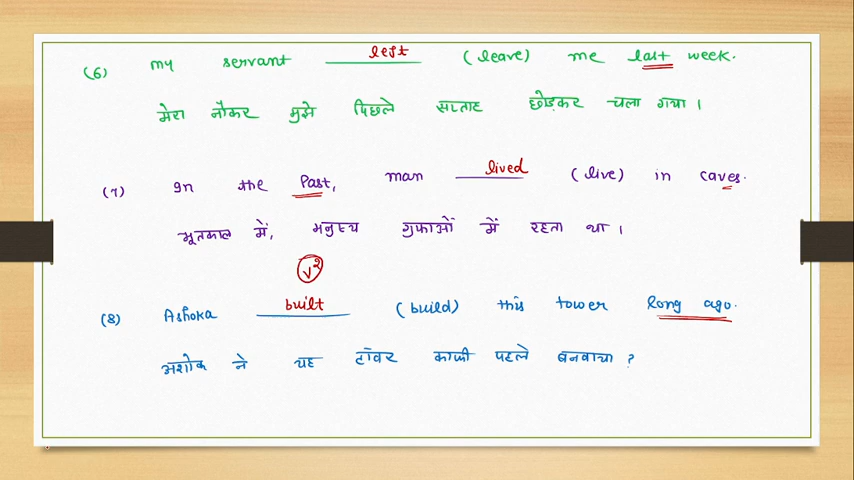 (6) my servant left (leave) me last week.
मेरा नौकर मुझे पिछले सप्ताह छोड़कर चला गया ।
(7) In the Past, man lived (live) in caves.
भूतकाल में, मनुष्य गुफाओं में रहता था ।
V²
(8) Ashoka built (build) this tower long ago.
अशोक ने यह टॉवर काफी पहले बनवाया ?